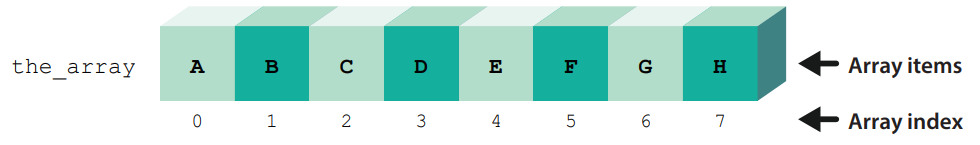 the_array A B C D E F G H Array items
0 1 2 3 4 5 6 7 Array index